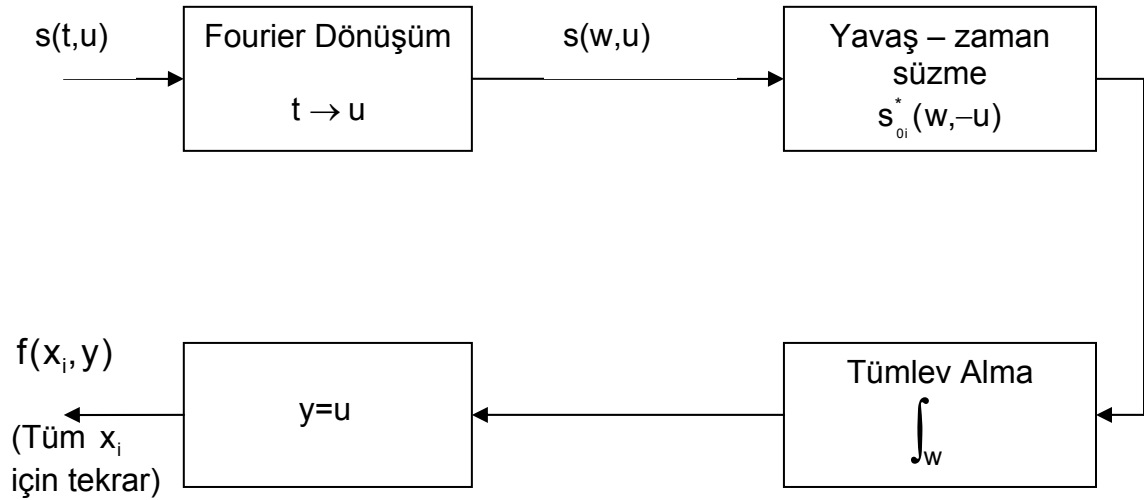 s(t,u)
Fourier Dönüşüm
t → u
s(w,u)
Yavaş – zaman
süzme
s*₀ᵢ(w,–u)
f(xᵢ,y)
(Tüm xᵢ
için tekrar)
y=u
Tümlev Alma
∫w